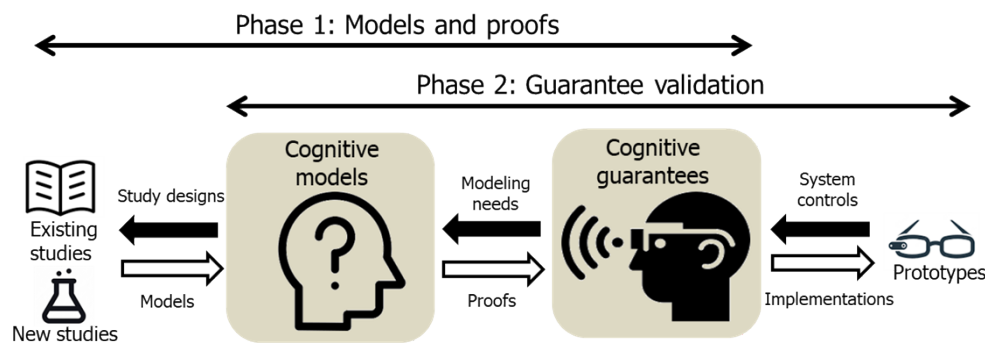 Phase 1: Models and proofs
Phase 2: Guarantee validation
Cognitive
models
Cognitive
guarantees
Study designs
Modeling
needs
System
controls
Existing
studies
Models
Proofs
Implementations
Prototypes
New studies
?